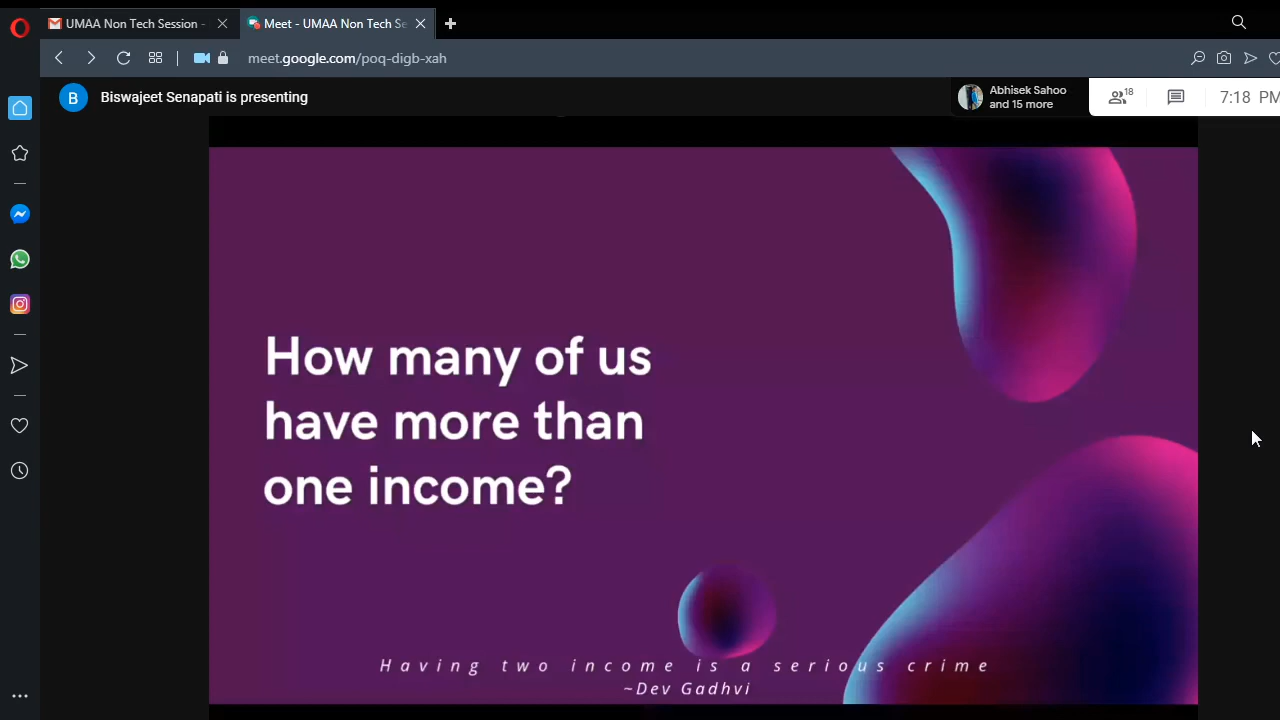 UMAA Non Tech Session -
Meet - UMAA Non Tech Se
meet.google.com/poq-digb-xah
B
Biswajeet Senapati is presenting
Abhisek Sahoo
and 15 more
18
7:18 PM
How many of us
have more than
one income?
Having two income is a serious crime
~Dev Gadhvi